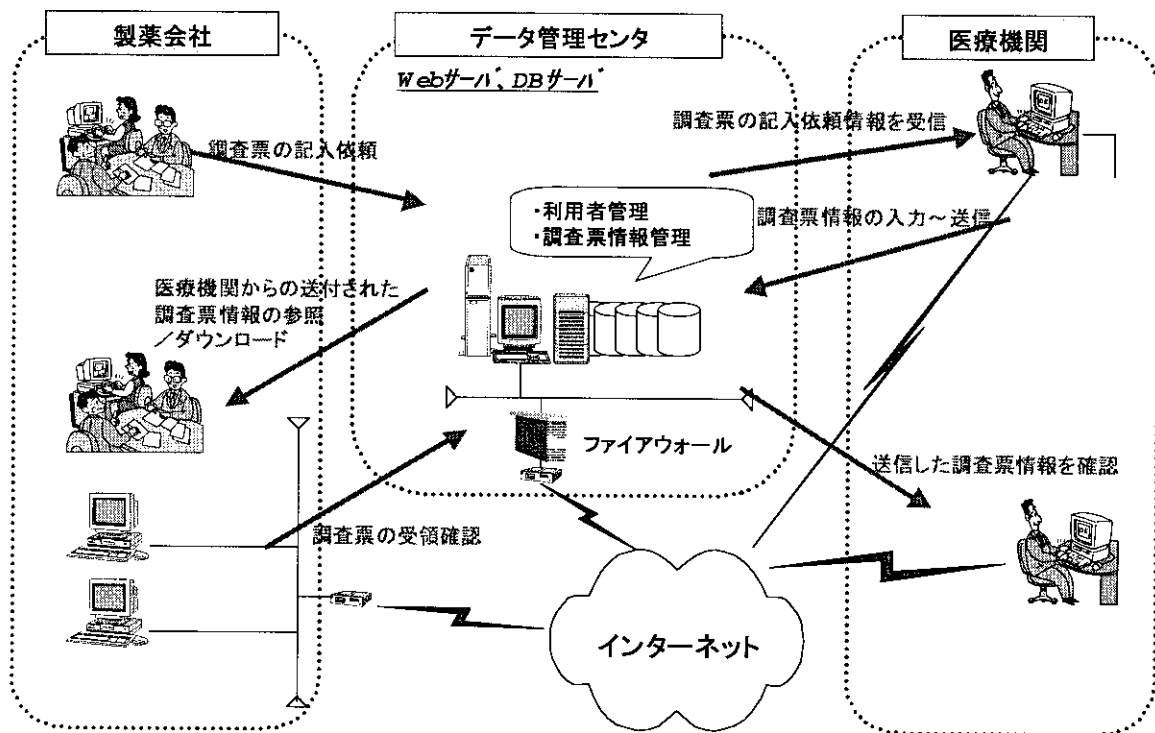 製薬会社
データ管理センタ
医療機関
Webサーバ、DBサーバ
調査票の記入依頼
調査票の記入依頼情報を受信
・利用者管理
・調査票情報管理
調査票情報の入力～送信
医療機関からの送付された
調査票情報の参照
／ダウンロード
ファイアウォール
送信した調査票情報を確認
調査票の受領確認
インターネット